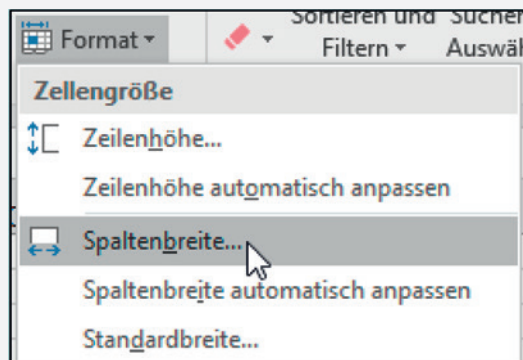 Format
Sortieren und
Filtern
Zellengröße
Zeilenhöhe...
Zeilenhöhe automatisch anpassen
Spaltenbreite...
Spaltenbreite automatisch anpassen
Standardbreite...